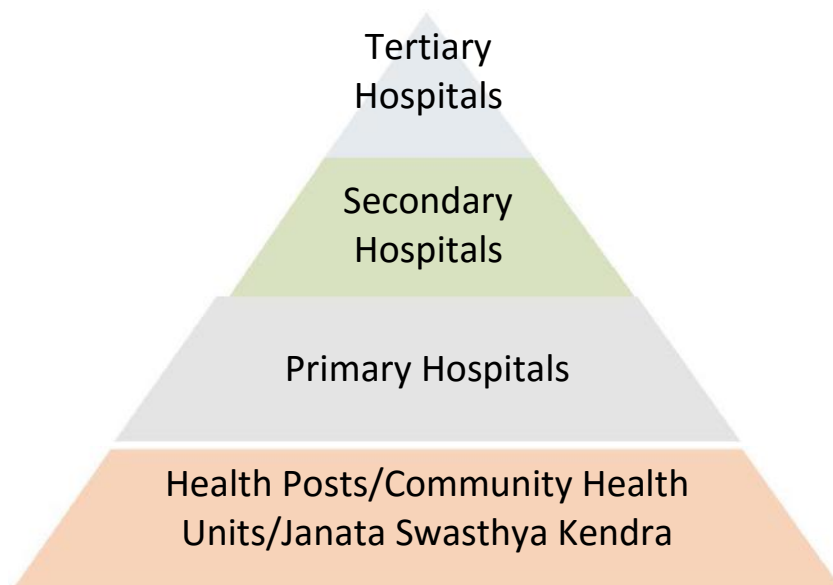 Tertiary
Hospitals
Secondary
Hospitals
Primary Hospitals
Health Posts/Community Health
Units/Janata Swasthya Kendra